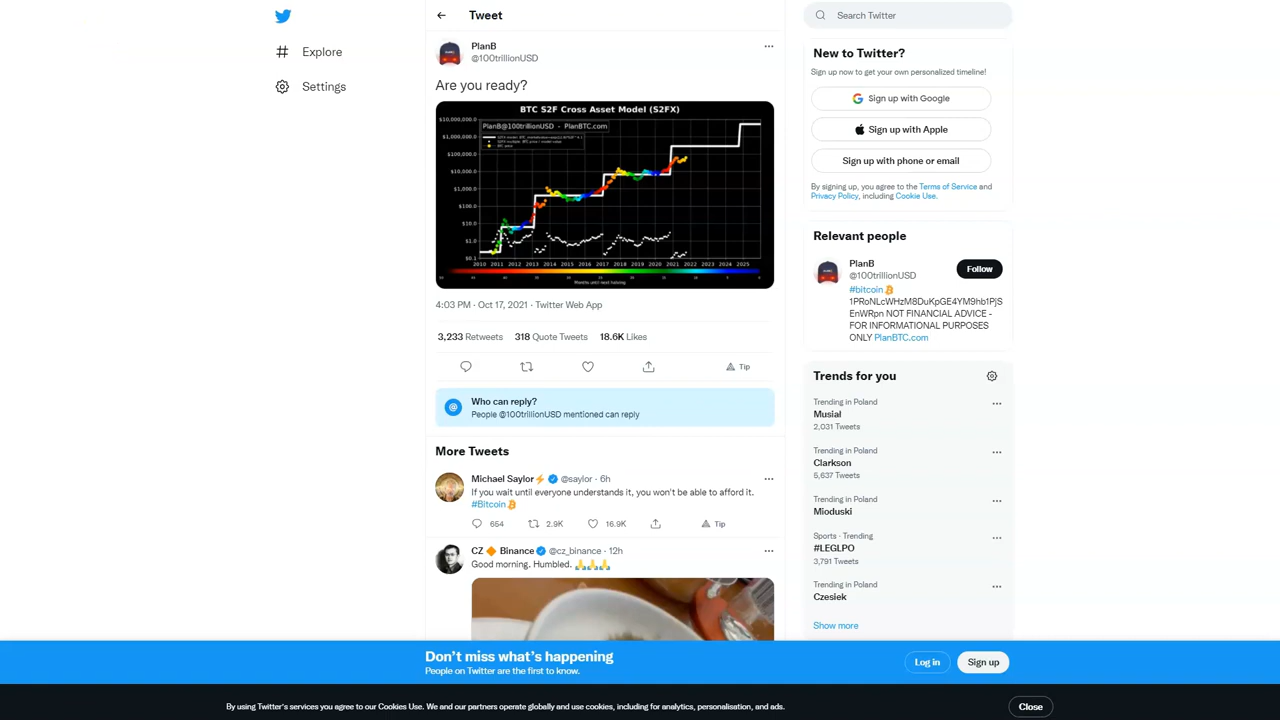 Explore
Settings
Tweet
PlanB
@100trillionUSD
Are you ready?
BTC S2F Cross Asset Model (S2FX)
PlanB@100trillionUSD - PlanBTC.com
BTC price
$10,000,000.0
$1,000,000.0
$100,000.0
$10,000.0
$1,000.0
$100.0
$10.0
$1.0
$0.1
2010 2011 2012 2013 2014 2015 2016 2017 2018 2019 2020 2021 2022 2023 2024 2025
Months until next halving
4:03 PM · Oct 17, 2021 · Twitter Web App
3,233 Retweets 318 Quote Tweets 18.6K Likes
Tip
Who can reply?
People @100trillionUSD mentioned can reply
More Tweets
Michael Saylor⚡ @saylor · 6h
If you wait until everyone understands it, you won't be able to afford it.
#Bitcoin
654 2.9K 16.9K Tip
CZ 🔶 Binance @cz_binance · 12h
Good morning. Humbled. 🙏🙏🙏
Search Twitter
New to Twitter?
Sign up now to get your own personalized timeline!
Sign up with Google
Sign up with Apple
Sign up with phone or email
By signing up, you agree to the Terms of Service and
Privacy Policy, including Cookie Use.
Relevant people
PlanB
@100trillionUSD
Follow
#bitcoin
1PRoNLcWHzM8DuKpGE4YM9hb1PjS
EnWRpn NOT FINANCIAL ADVICE -
FOR INFORMATIONAL PURPOSES
ONLY PlanBTC.com
Trends for you
Trending in Poland
Musial
2,031 Tweets
Trending in Poland
Clarkson
5,637 Tweets
Trending in Poland
Mioduski
Sports · Trending
#LEGLPO
3,791 Tweets
Trending in Poland
Czesiek
Show more
Don't miss what's happening
People on Twitter are the first to know.
Log in
Sign up
By using Twitter's services you agree to our Cookies Use. We and our partners operate globally and use cookies, including for analytics, personalisation, and ads.
Close